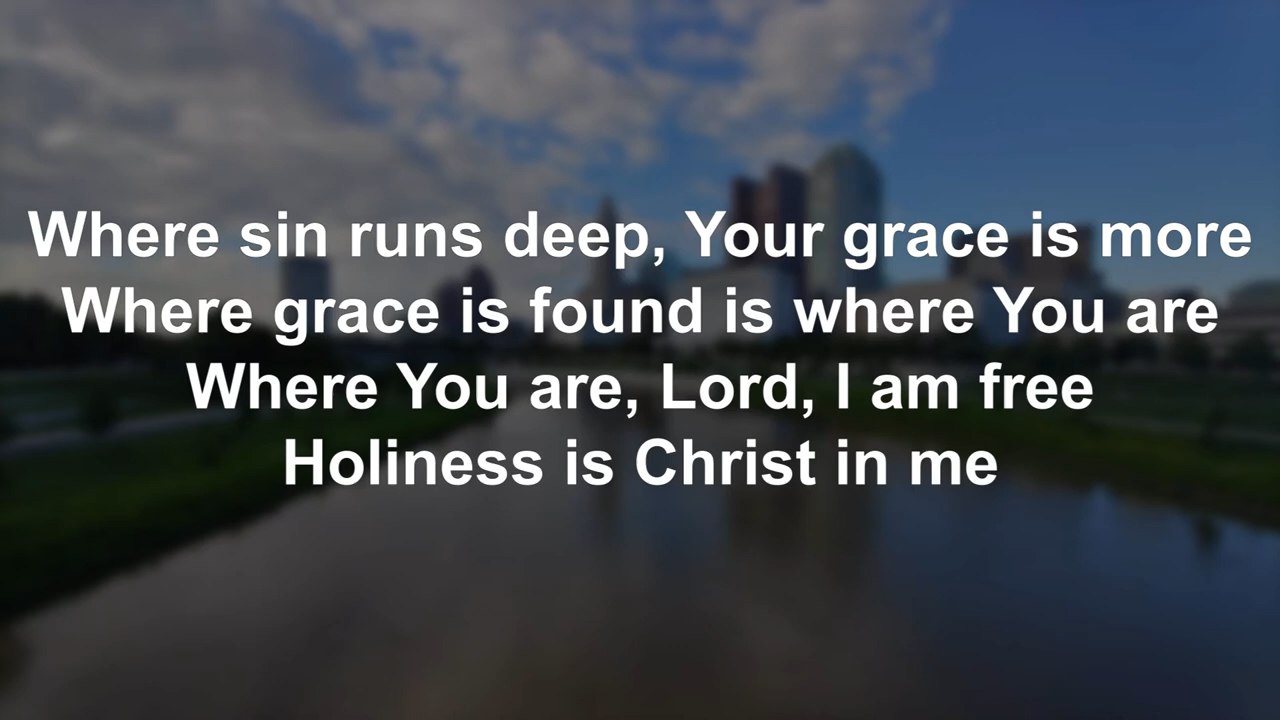 Where sin runs deep, Your grace is more
Where grace is found is where You are
Where You are, Lord, I am free
Holiness is Christ in me